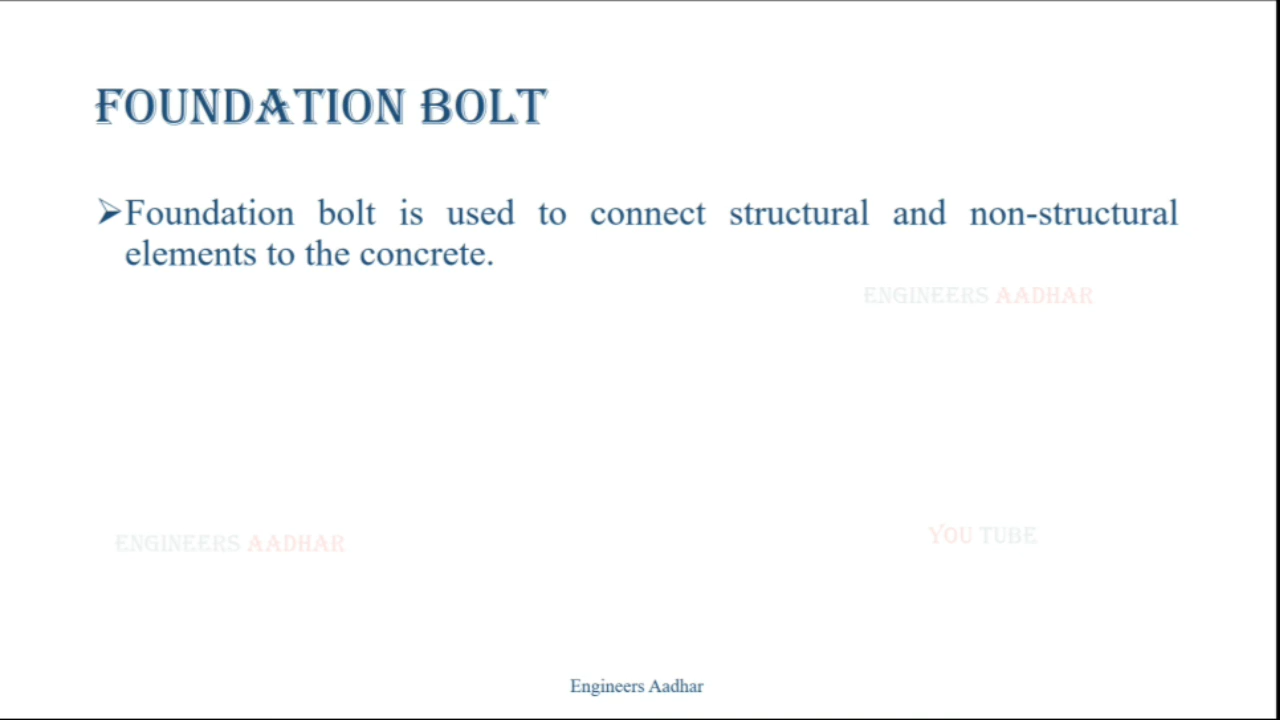 FOUNDATION BOLT
➢Foundation bolt is used to connect structural and non-structural
elements to the concrete.
ENGINEERS AADHAR
ENGINEERS AADHAR
YOU TUBE
Engineers Aadhar